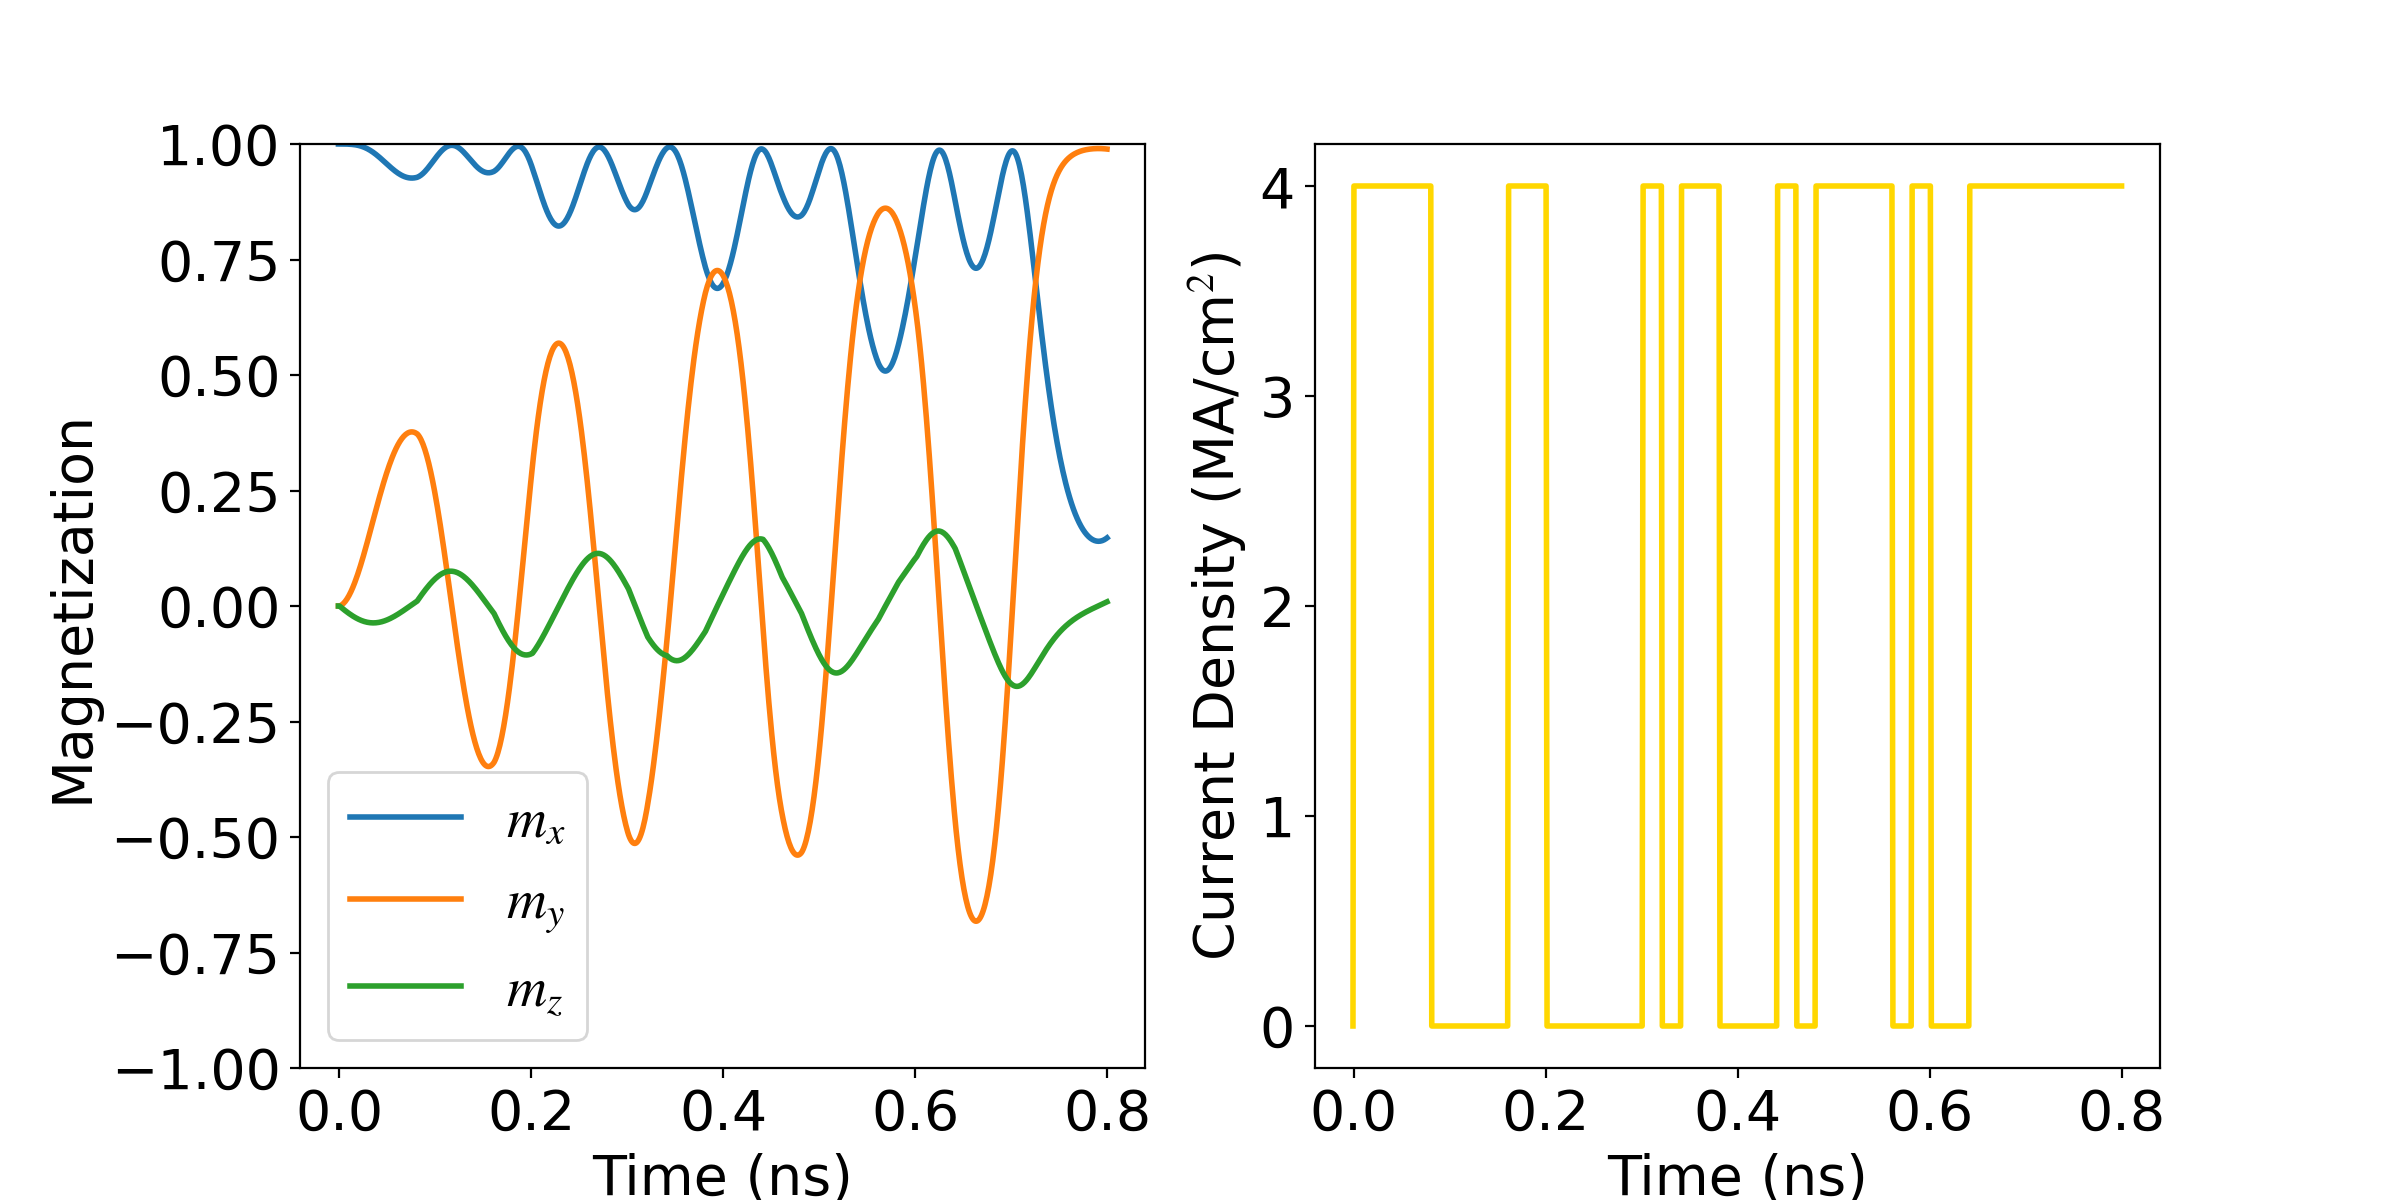 1.00
0.75
0.50
0.25
0.00
−0.25
−0.50
−0.75
−1.00
Magnetization
m_x
m_y
m_z
0.0 0.2 0.4 0.6 0.8
Time (ns)
4
3
2
1
0
Current Density (MA/cm²)
0.0 0.2 0.4 0.6 0.8
Time (ns)